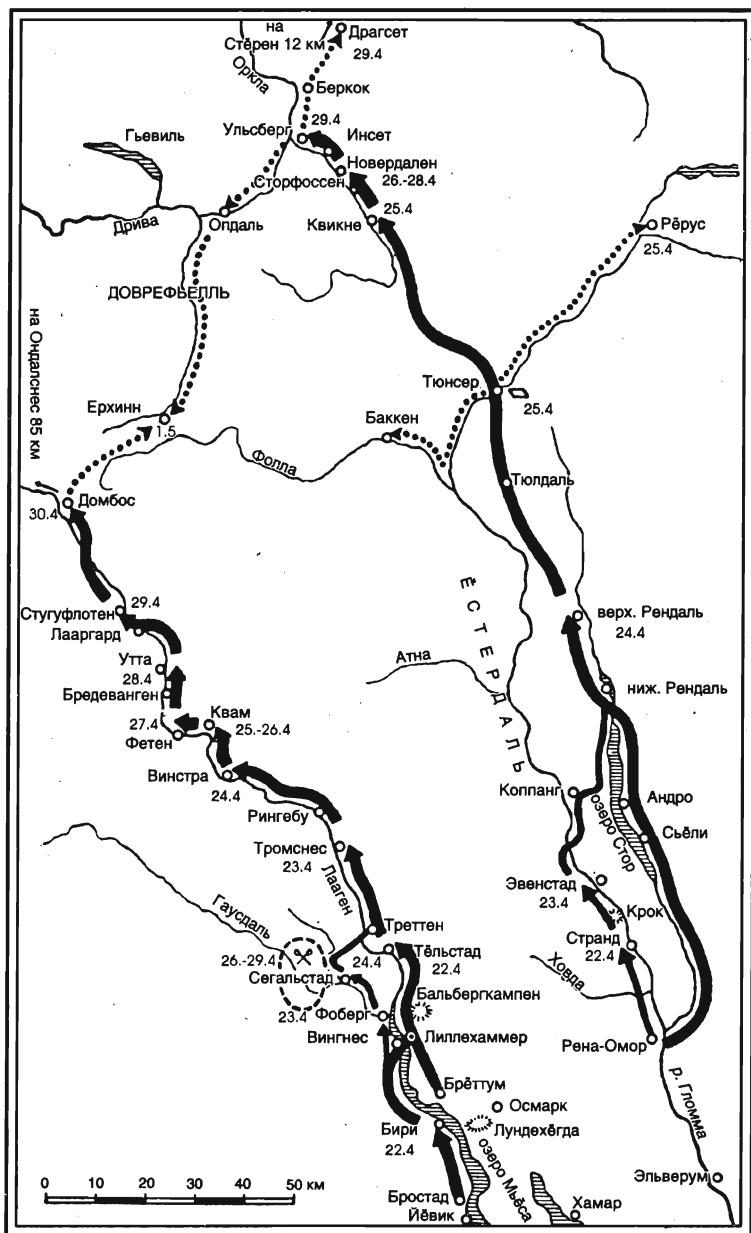 на
Стёрен 12 км
Драгсет
29.4
Оркла
Беркок
29.4
Ульсберг
Инсет
Гьевиль
Новердален
Сторфоссен
26.-28.4
25.4
Квикне
Дрива
Опдаль
Рёрус
25.4
ДОВРЕФЬЕЛЛЬ
на Ондалснес 85 км
Тюнсер
25.4
Ерхинн
1.5
Баккен
Фолла
Тюлдаль
Домбос
30.4
ЁСТЕРДАЛЬ
Стугуфлотен
29.4
Лааргард
верх. Рендаль
24.4
Утта
28.4
Атна
Бредеванген
ниж. Рендаль
27.4
Квам
25.-26.4
Фетен
Винстра
24.4
Коппанг
озеро Стор
Андро
Рингебу
Сьёли
Тромснес
23.4
Лааген
Эвенстад
23.4
Крок
Гаусдаль
Треттен
Странд
22.4
26.-29.4
24.4
Тёльстад
22.4
Ховда
Сегальстад
23.4
Бальбергкампен
Фоберг
Вингнес
Лиллехаммер
Рена-Омор
р. Гломма
Брёттум
Осмарк
Бири
22.4
Лундехёгда
озеро Мьёса
Эльверум
0 10 20 30 40 50 км
Бростад
Хамар
Йёвик